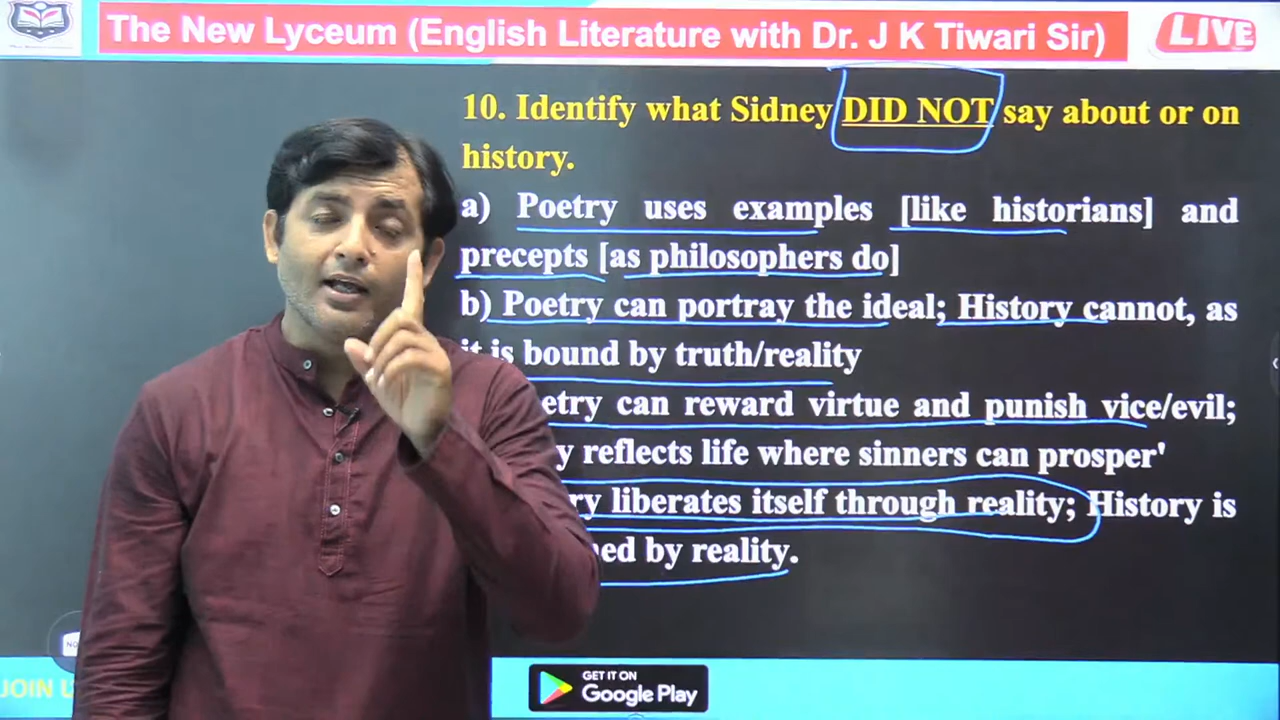 The New Lyceum (English Literature with Dr. J K Tiwari Sir)
LIVE
10. Identify what Sidney DID NOT say about or on
history.
a) Poetry uses examples [like historians] and
precepts [as philosophers do]
b) Poetry can portray the ideal; History cannot, as
it is bound by truth/reality
etry can reward virtue and punish vice/evil;
y reflects life where sinners can prosper'
ry liberates itself through reality; History is
ned by reality.
JOIN
GET IT ON
Google Play